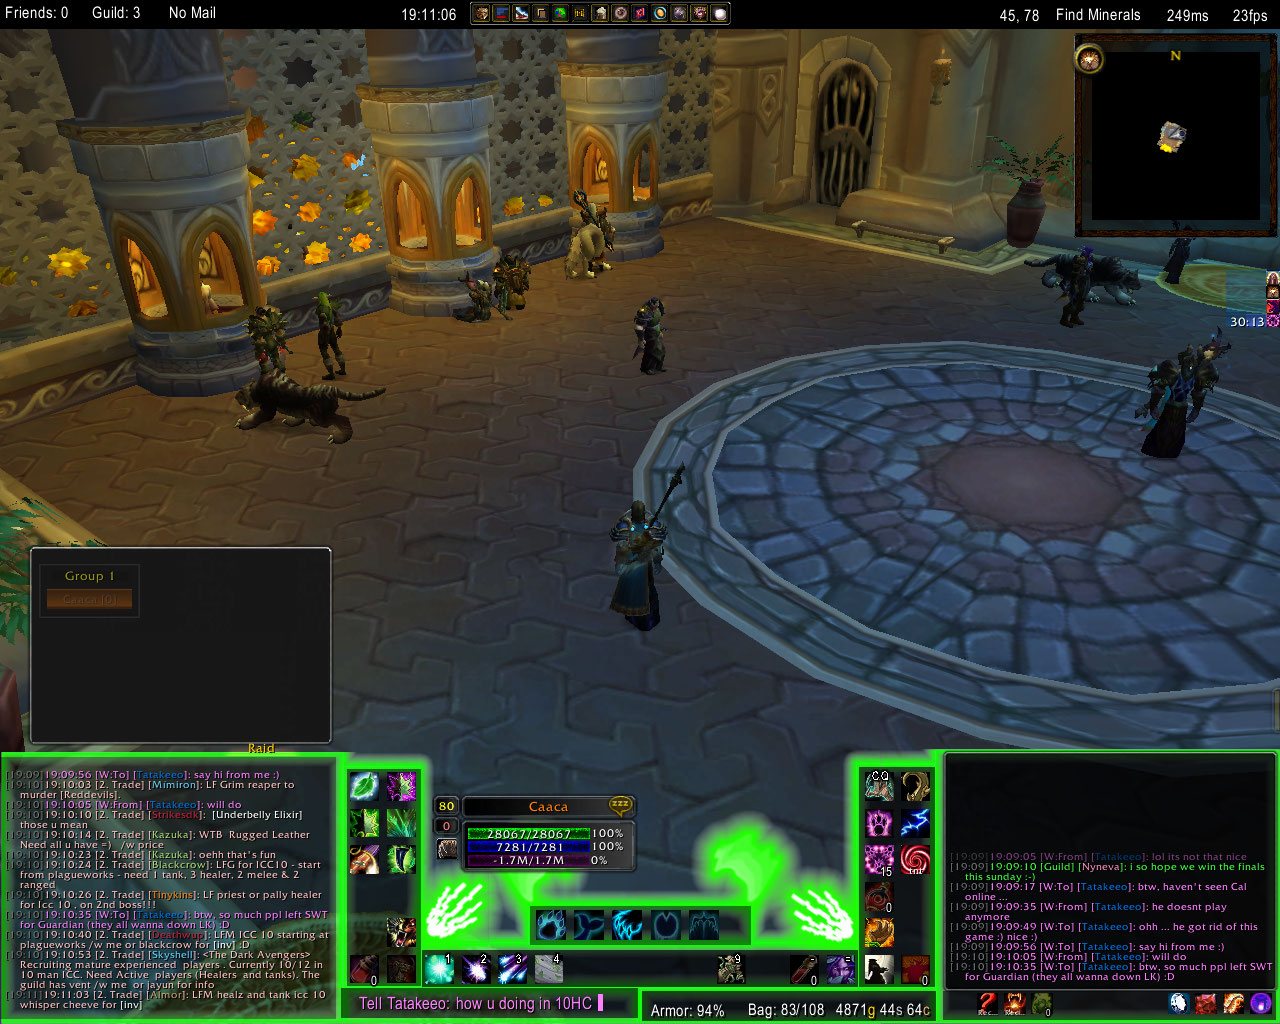 Friends: 0 Guild: 3 No Mail 19:11:06 45, 78 Find Minerals 249ms 23fps
N
30:13
Group 1
Caaca [0]
Raid
[19:09] 19:09:56 [W:To] [Tatakeeo]: say hi from me :)
[19:10] 19:10:03 [2. Trade] [Mimiron]: LF Grim reaper to
murder [Reddevils].
[19:10] 19:10:05 [W:From] [Tatakeeo]: will do
[19:10] 19:10:10 [2. Trade] [Strikesdk]: [Underbelly Elixir]
those u mean
[19:10] 19:10:14 [2. Trade] [Kazuka]: WTB Rugged Leather
Need all u have =) /w price
[19:10] 19:10:23 [2. Trade] [Kazuka]: oehh that's fun
[19:10] 19:10:24 [2. Trade] [Blackcrow]: LFG for ICC10 - start
from plagueworks - need 1 tank, 3 healer, 2 melee & 2
ranged
[19:10] 19:10:26 [2. Trade] [Tinykins]: LF priest or pally healer
for Icc 10 , on 2nd boss!!!
[19:10] 19:10:35 [W:To] [Tatakeeo]: btw, so much ppl left SWT
for Guardian (they all wanna down LK) :D
[19:10] 19:10:40 [2. Trade] [Deathwup]: LFM ICC 10 starting at
plagueworks /w me or blackcrow for [inv] :D
[19:10] 19:10:53 [2. Trade] [Skyshell]: <The Dark Avengers>
Recruiting mature experienced players . Currently 10/12 in
10 man ICC. Need Active players (Healers and tanks). The
guild has vent /w me or jayun for info
[19:11] 19:11:03 [2. Trade] [Almor]: LFM healz and tank icc 10
whisper cheeve for [inv]
80 Caaca zzz
0
28067/28067 100%
7281/7281 100%
-1.7M/1.7M 0%
CQ
15
0
0
1 2 3 4 9 0 0
Tell Tatakeeo: how u doing in 10HC
Armor: 94% Bag: 83/108 4871g 44s 64c
[19:09] 19:09:05 [W:From] [Tatakeeo]: lol its not that nice
[19:09] 19:09:10 [Guild] [Nyneva]: i so hope we win the finals
this sunday :-)
[19:09] 19:09:17 [W:To] [Tatakeeo]: btw, haven't seen Cal
online ...
[19:09] 19:09:35 [W:From] [Tatakeeo]: he doesnt play
anymore
[19:09] 19:09:49 [W:To] [Tatakeeo]: ohh ... he got rid of this
game :) nice :)
[19:09] 19:09:56 [W:To] [Tatakeeo]: say hi from me :)
[19:10] 19:10:05 [W:From] [Tatakeeo]: will do
[19:10] 19:10:35 [W:To] [Tatakeeo]: btw, so much ppl left SWT
for Guardian (they all wanna down LK) :D
0